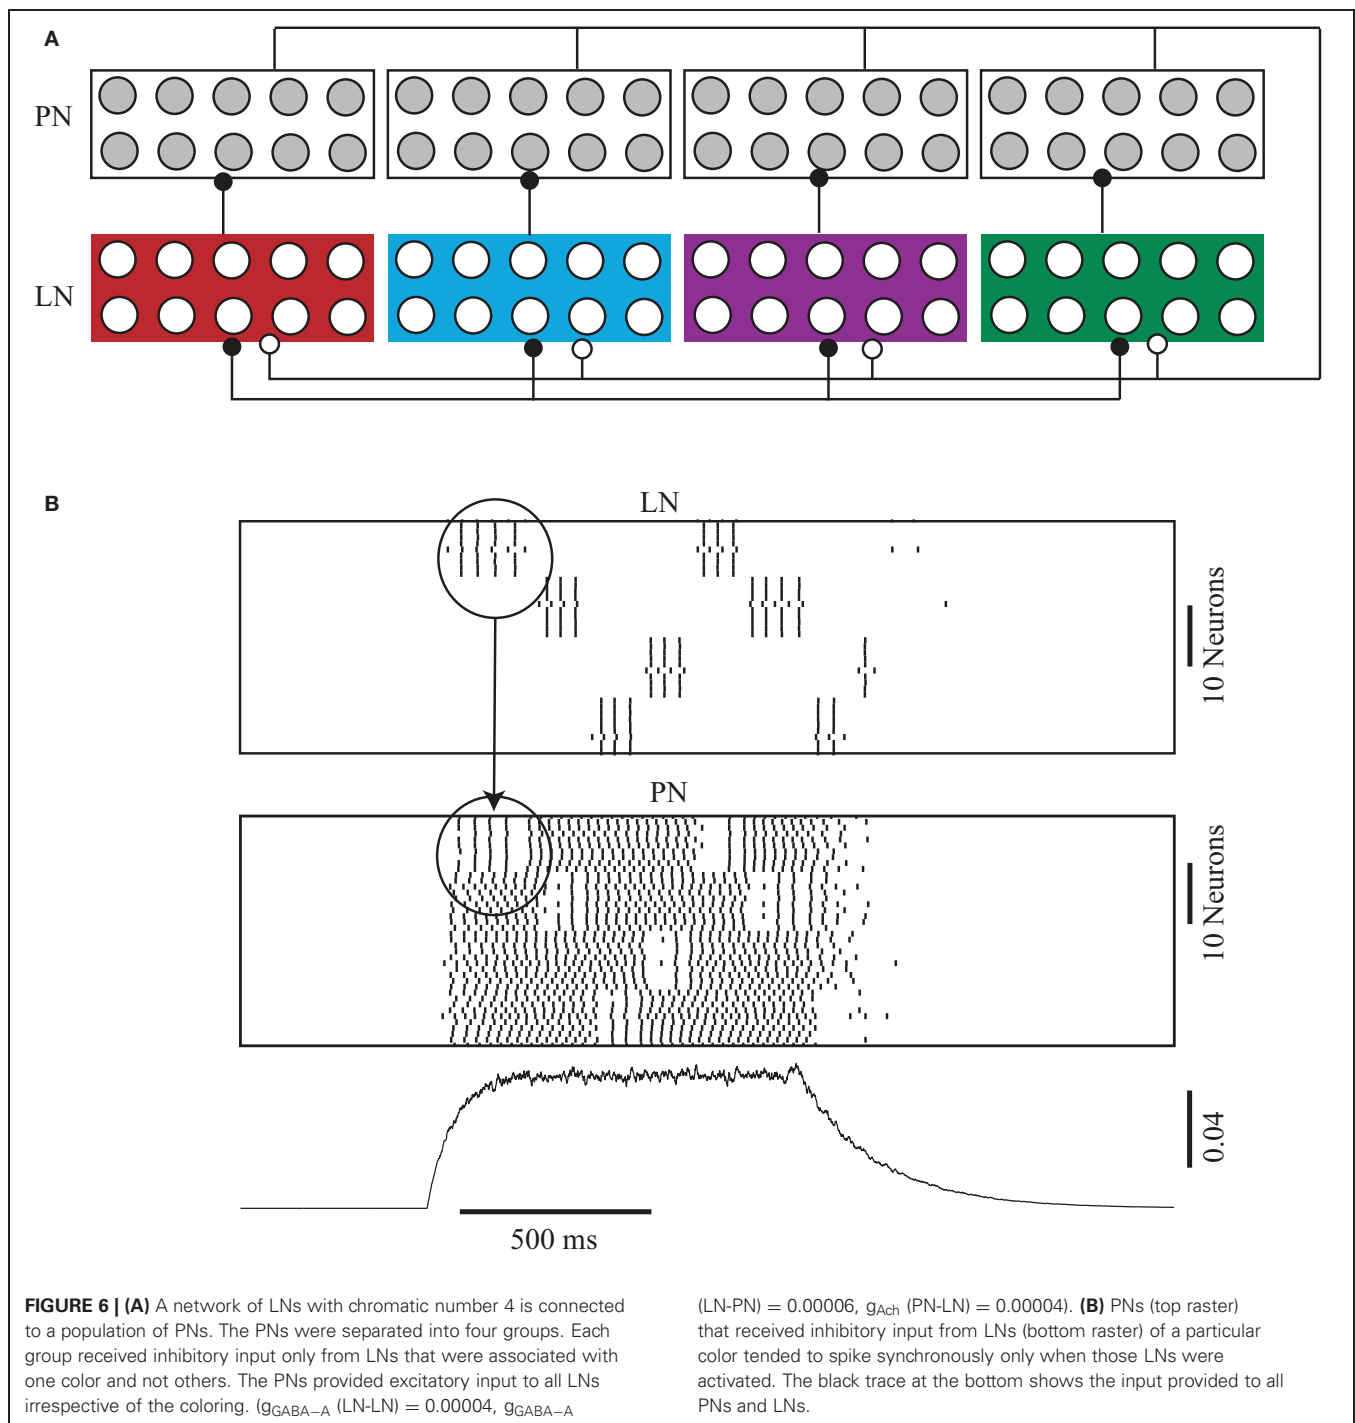 A
PN
LN
B
LN
10 Neurons
PN
10 Neurons
0.04
500 ms
FIGURE 6 | (A) A network of LNs with chromatic number 4 is connected
to a population of PNs. The PNs were separated into four groups. Each
group received inhibitory input only from LNs that were associated with
one color and not others. The PNs provided excitatory input to all LNs
irrespective of the coloring. (gGABA−A (LN-LN) = 0.00004, gGABA−A
(LN-PN) = 0.00006, gAch (PN-LN) = 0.00004). (B) PNs (top raster)
that received inhibitory input from LNs (bottom raster) of a particular
color tended to spike synchronously only when those LNs were
activated. The black trace at the bottom shows the input provided to all
PNs and LNs.